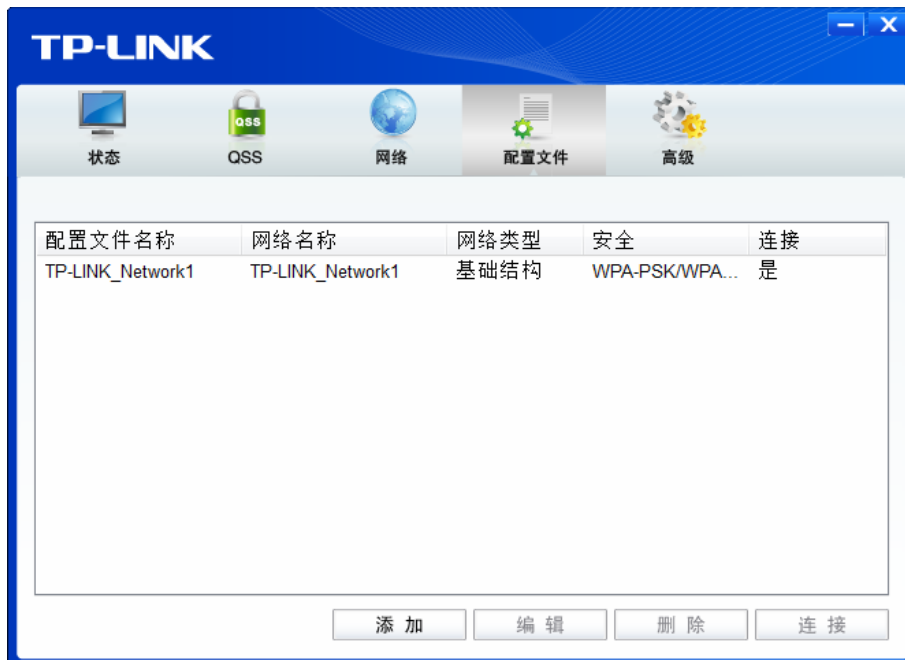 TP-LINK
QSS
状态 QSS 网络 配置文件 高级
配置文件名称 网络名称 网络类型 安全 连接
TP-LINK_Network1 TP-LINK_Network1 基础结构 WPA-PSK/WPA... 是
添加 编辑 删除 连接